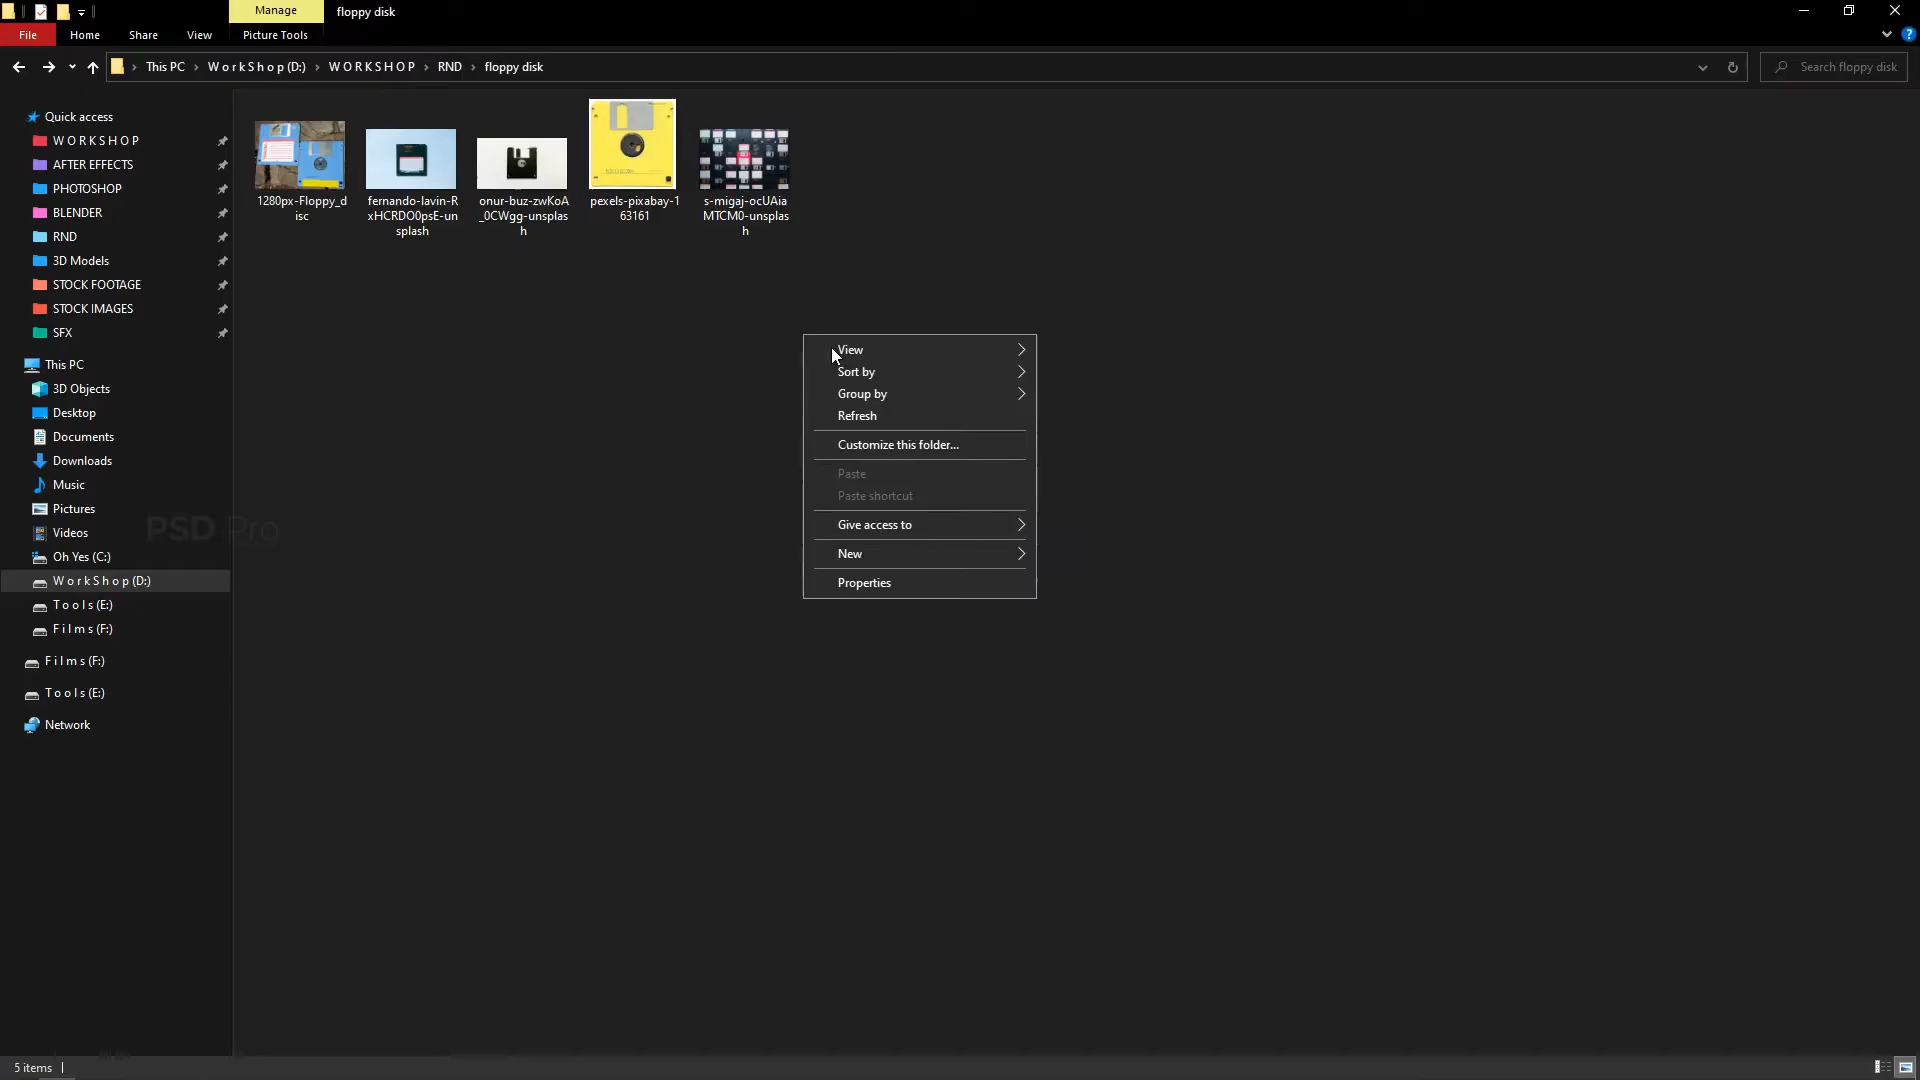 Manage
floppy disk
File
Home
Share
View
Picture Tools
This PC
W o r k S h o p (D:)
W O R K S H O P
RND
floppy disk
Search floppy disk
Quick access
W O R K S H O P
AFTER EFFECTS
PHOTOSHOP
BLENDER
RND
3D Models
STOCK FOOTAGE
STOCK IMAGES
SFX
This PC
3D Objects
Desktop
Documents
Downloads
Music
Pictures
Videos
Oh Yes (C:)
W o r k S h o p (D:)
T o o l s (E:)
F i l m s (F:)
F i l m s (F:)
T o o l s (E:)
Network
PSD Pro
1280px-Floppy_d
isc
fernando-lavin-R
xHCRDO0psE-un
splash
onur-buz-zwKoA
_0CWgg-unsplas
h
pexels-pixabay-1
63161
s-migaj-ocUAia
MTCM0-unsplas
h
View
Sort by
Group by
Refresh
Customize this folder...
Paste
Paste shortcut
Give access to
New
Properties
5 items